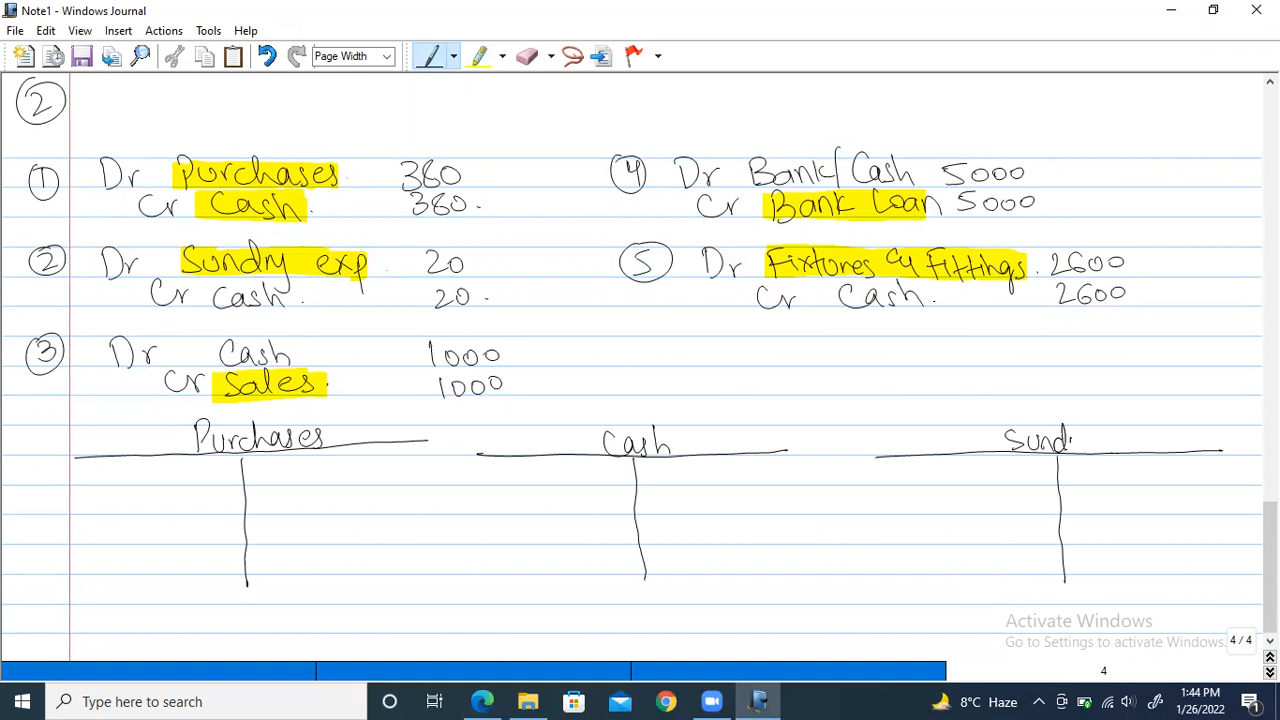 Note1 - Windows Journal
File Edit View Insert Actions Tools Help
Page Width
2
1 Dr Purchases 380
Cr Cash 380
2 Dr Sundry exp 20
Cr Cash 20
3 Dr Cash 1000
Cr Sales 1000
4 Dr Bank/Cash 5000
Cr Bank Loan 5000
5 Dr Fixtures & Fittings 2600
Cr Cash 2600
Purchases Cash Sund
Activate Windows
Go to Settings to activate Windows.
4 / 4
4
Type here to search
8°C Haze
1:44 PM
1/26/2022
1